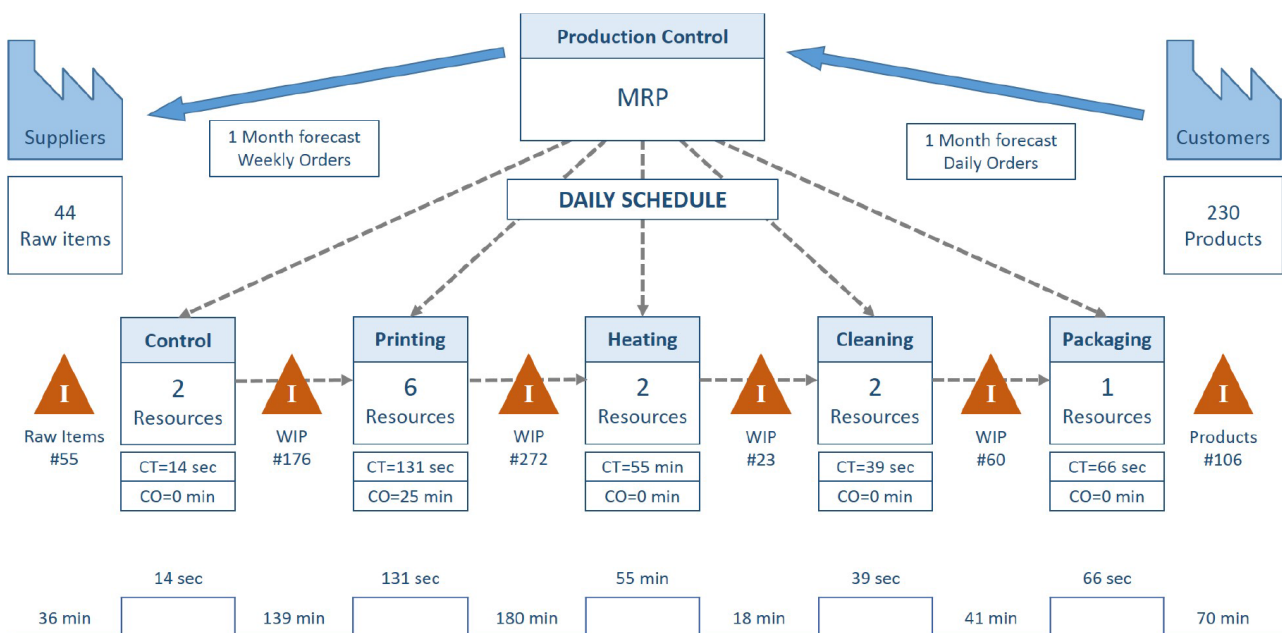 Production Control
MRP
Suppliers
Customers
1 Month forecast
Weekly Orders
1 Month forecast
Daily Orders
44
Raw items
DAILY SCHEDULE
230
Products
Control
Printing
Heating
Cleaning
Packaging
I
2
Resources
I
6
Resources
I
2
Resources
I
2
Resources
I
1
Resources
I
Raw Items
#55
WIP
#176
WIP
#272
WIP
#23
WIP
#60
Products
#106
CT=14 sec
CO=0 min
CT=131 sec
CO=25 min
CT=55 min
CO=0 min
CT=39 sec
CO=0 min
CT=66 sec
CO=0 min
14 sec
131 sec
55 min
39 sec
66 sec
36 min
139 min
180 min
18 min
41 min
70 min